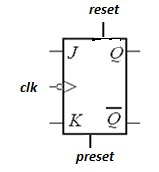 reset
J Q
clk
K Q̅
preset